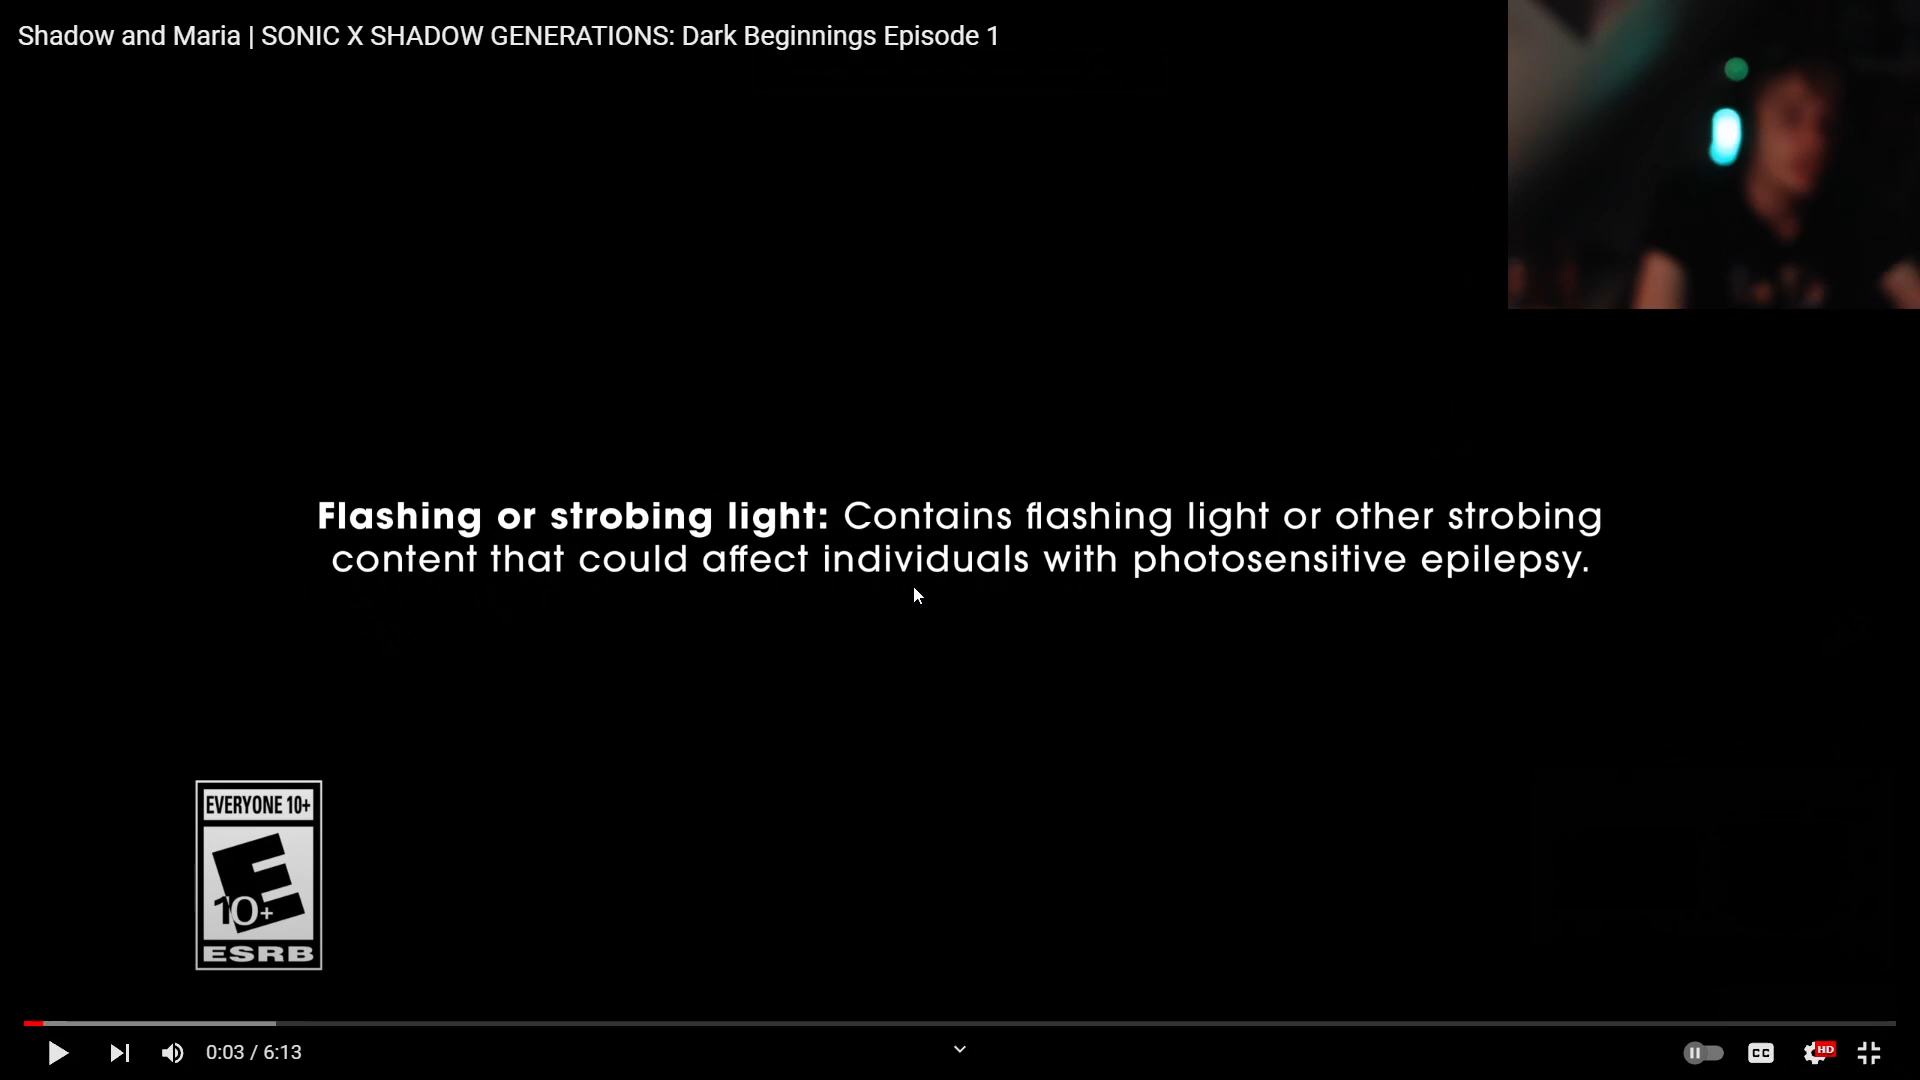 Shadow and Maria | SONIC X SHADOW GENERATIONS: Dark Beginnings Episode 1
Flashing or strobing light: Contains flashing light or other strobing
content that could affect individuals with photosensitive epilepsy.
EVERYONE 10+
E
10+
ESRB
0:03 / 6:13
CC
HD